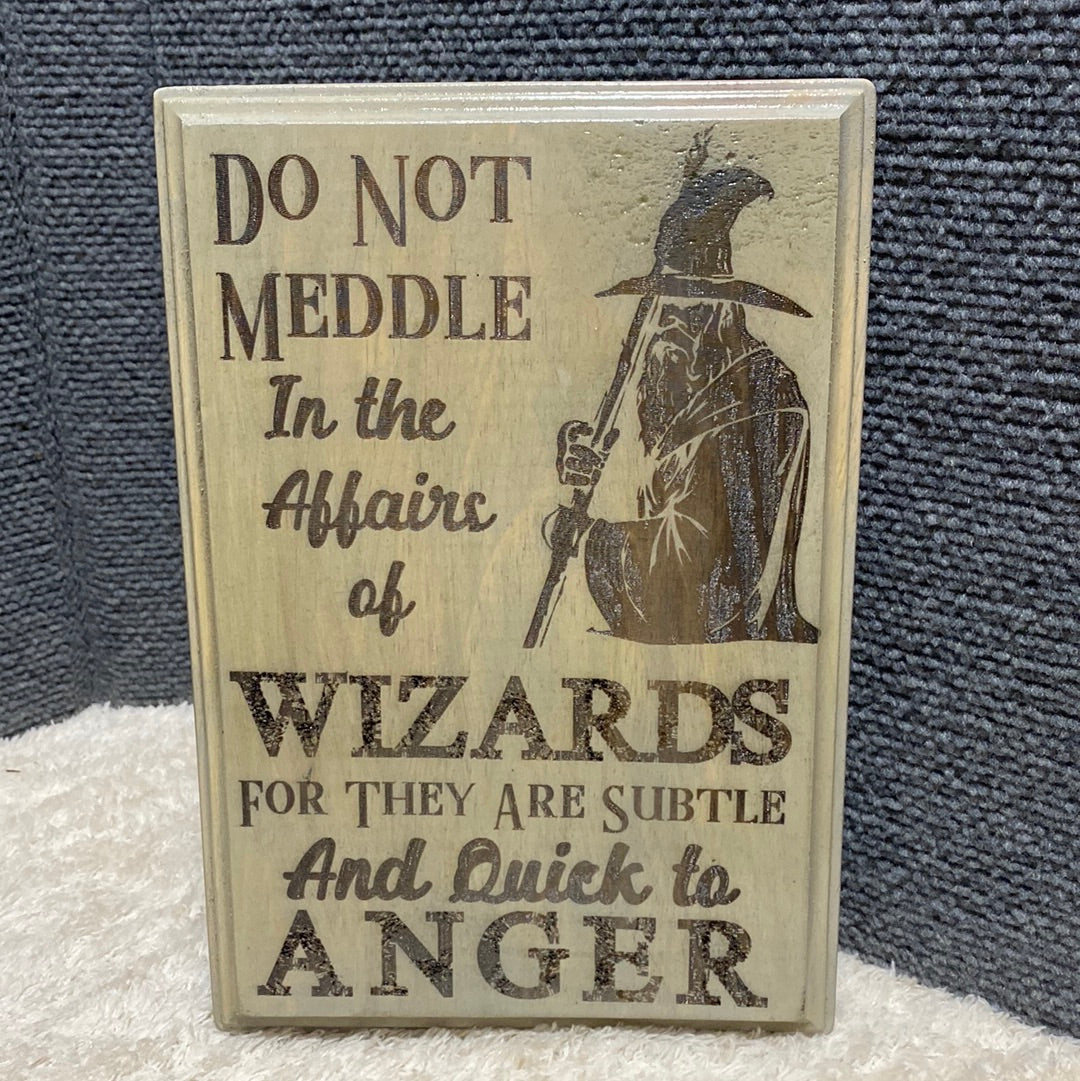 Do Not
Meddle
In the
Affairs
of
WIZARDS
For They Are Subtle
And Quick to
ANGER